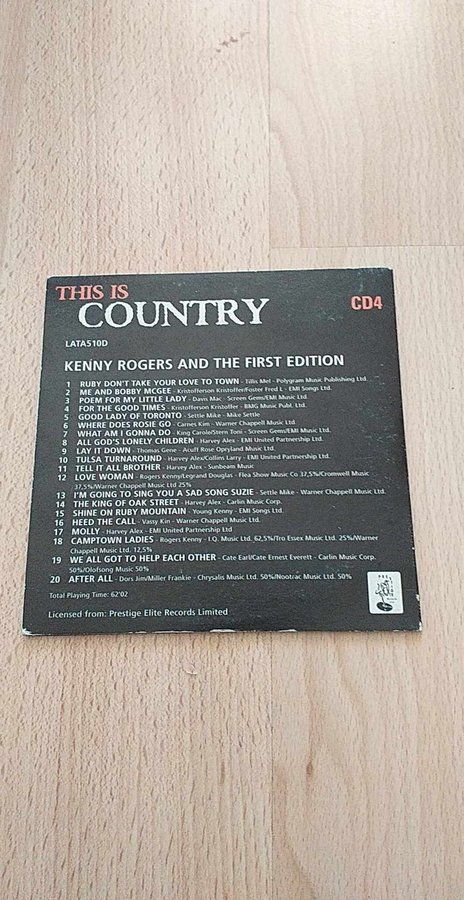 THIS IS
COUNTRY
CD4
LATA510D
KENNY ROGERS AND THE FIRST EDITION
1 RUBY DON'T TAKE YOUR LOVE TO TOWN - Tillis Mel - Polygram Music Publishing Ltd.
2 ME AND BOBBY MCGEE - Kristofferson Kristoffer/Foster Fred L - EMI Songs Ltd.
3 POEM FOR MY LITTLE LADY - Davis Mac - Screen Gems/EMI Music Ltd.
4 FOR THE GOOD TIMES - Kristofferson Kristoffer - BMG Music Publ. Ltd.
5 GOOD LADY OF TORONTO - Settle Mike - Mike Settle
6 WHERE DOES ROSIE GO - Carnes Kim - Warner Chappell Music Ltd.
7 WHAT AM I GONNA DO - King Carole/Stern Toni - Screen Gems/EMI Music Ltd.
8 ALL GOD'S LONELY CHILDREN - Harvey Alex - EMI United Partnership Ltd.
9 LAY IT DOWN - Thomas Gene - Acuff Rose Opryland Music Ltd.
10 TULSA TURNAROUND - Harvey Alex/Collins Larry - EMI United Partnership Ltd.
11 TELL IT ALL BROTHER - Harvey Alex - Sunbeam Music
12 LOVE WOMAN - Rogers Kenny/Legrand Douglas - Flea Show Music Co 37,5%/Cromwell Music
37,5%/Warner Chappell Music Ltd 25%
13 I'M GOING TO SING YOU A SAD SONG SUZIE - Settle Mike - Warner Chappell Music Ltd.
14 THE KING OF OAK STREET - Harvey Alex - Carlin Music Corp.
15 SHINE ON RUBY MOUNTAIN - Young Kenny - EMI Songs Ltd.
16 HEED THE CALL - Vassy Kin - Warner Chappell Music Ltd.
17 MOLLY - Harvey Alex - EMI United Partnership Ltd
18 CAMPTOWN LADIES - Rogers Kenny - I.Q. Music Ltd. 62,5%/Tro Essex Music Ltd. 25%/Warner
Chappell Music Ltd. 12,5%
19 WE ALL GOT TO HELP EACH OTHER - Cate Earl/Cate Ernest Everett - Carlin Music Corp.
50%/Olofsong Music 50%
20 AFTER ALL - Dors Jim/Miller Frankie - Chrysalis Music Ltd. 50%/Nootrac Music Ltd. 50%
Total Playing Time: 62'02
Licensed from: Prestige Elite Records Limited